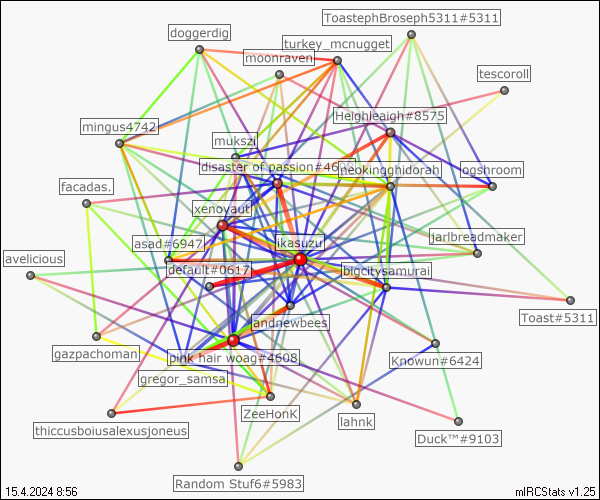 ToastephBroseph5311#5311
doggerdig
turkey_mcnugget
moonraven
tescoroll
Heighleaigh#8575
mingus4742
mukszi
disaster of passion#46
neokingghidorah
ogshroom
facadas.
xenoyaut
asad#6947
ikasuzu
jarlbreadmaker
avelicious
default#0617
bigcitysamurai
andnewbees
Toast#5311
gazpachoman
pink hair woag#4608
Knowun#6424
gregor_samsa
ZeeHonK
thiccusboiusalexusjoneus
lahnk
Duck™#9103
Random Stuf6#5983
15.4.2024 8:56
mIRCStats v1.25